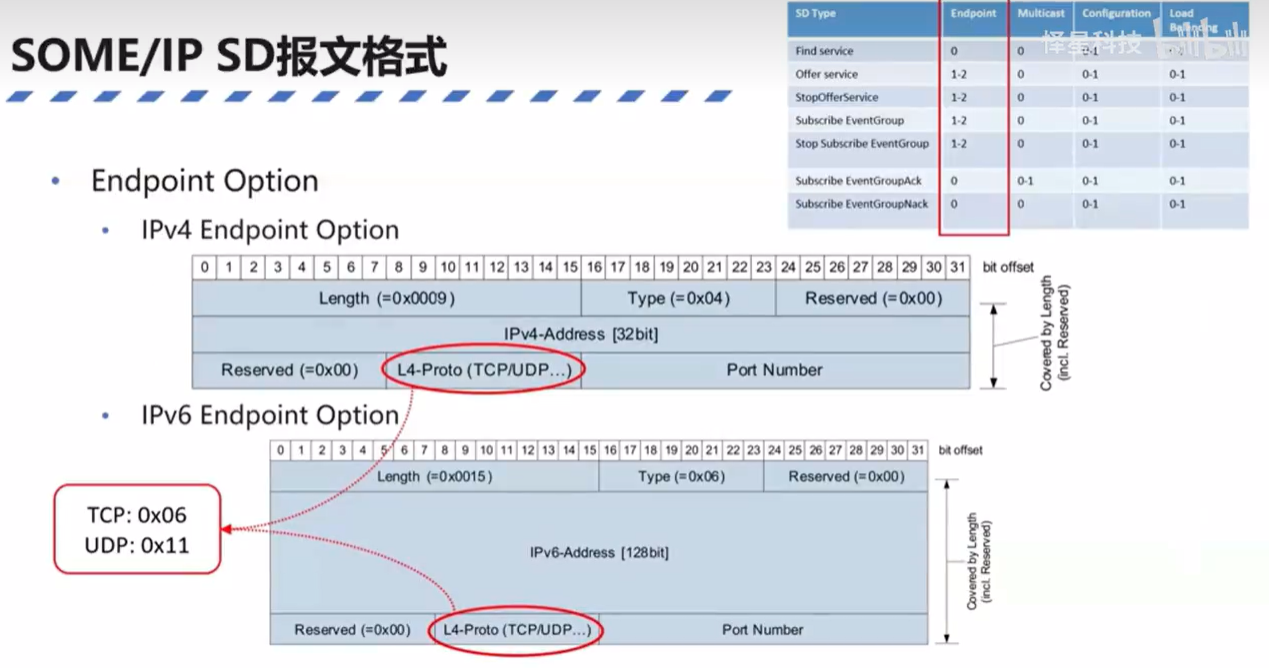 SOME/IP SD报文格式
SD Type Endpoint Multicast Configuration Load Balancing
怿星科技 bilibili
Find service 0 0 0-1
Offer service 1-2 0 0-1 0-1
StopOfferService 1-2 0 0-1 0-1
Subscribe EventGroup 1-2 0 0-1 0-1
Stop Subscribe EventGroup 1-2 0 0-1 0-1
Subscribe EventGroupAck 0 0-1 0-1 0-1
Subscribe EventGroupNack 0 0 0-1 0-1
• Endpoint Option
• IPv4 Endpoint Option
0 1 2 3 4 5 6 7 8 9 10 11 12 13 14 15 16 17 18 19 20 21 22 23 24 25 26 27 28 29 30 31 bit offset
Length (=0x0009) Type (=0x04) Reserved (=0x00)
IPv4-Address [32bit]
Reserved (=0x00) L4-Proto (TCP/UDP...) Port Number
Covered by Length
(incl. Reserved)
• IPv6 Endpoint Option
0 1 2 3 4 5 6 7 8 9 10 11 12 13 14 15 16 17 18 19 20 21 22 23 24 25 26 27 28 29 30 31 bit offset
Length (=0x0015) Type (=0x06) Reserved (=0x00)
IPv6-Address [128bit]
Reserved (=0x00) L4-Proto (TCP/UDP...) Port Number
Covered by Length
(incl. Reserved)
TCP: 0x06
UDP: 0x11